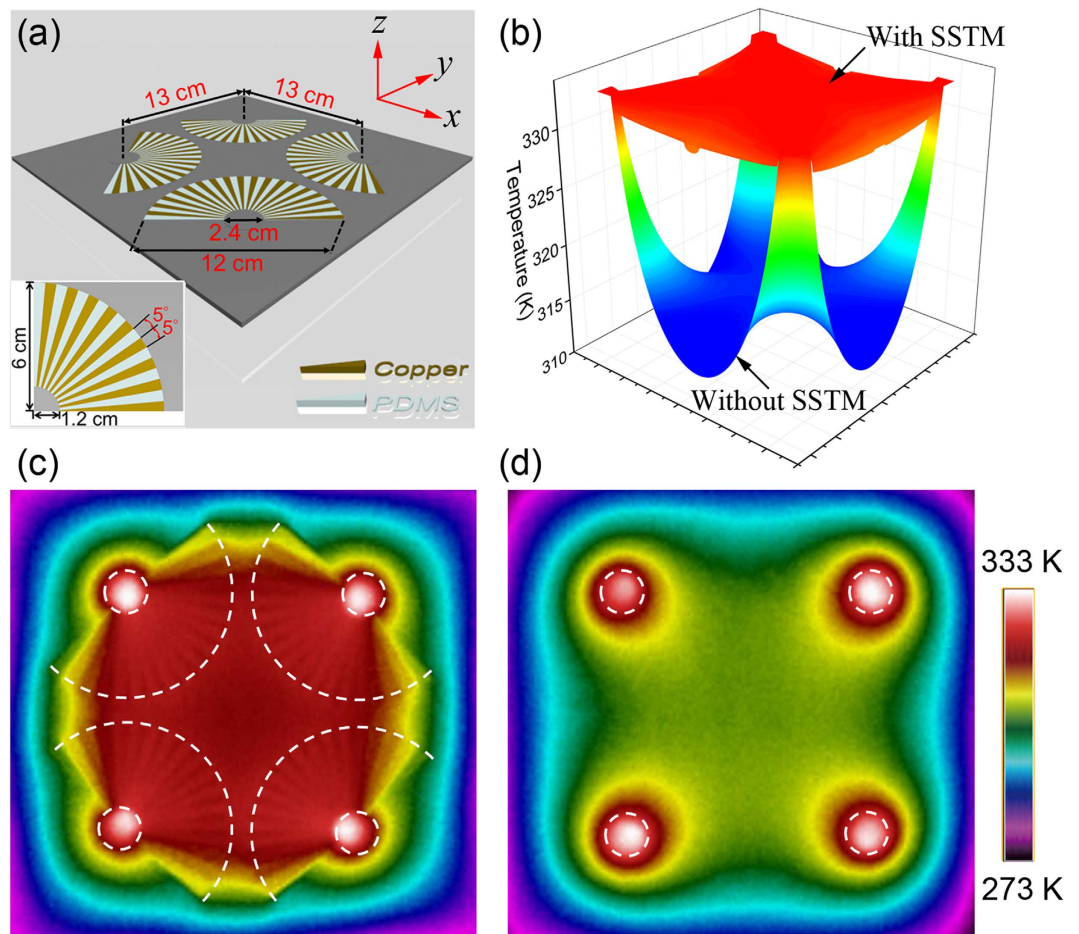 (a)
z
y
x
13 cm
13 cm
2.4 cm
12 cm
6 cm
5°
5°
1.2 cm
Copper
PDMS
(b)
With SSTM
Without SSTM
Temperature (K)
330
325
320
315
310
(c)
(d)
333 K
273 K